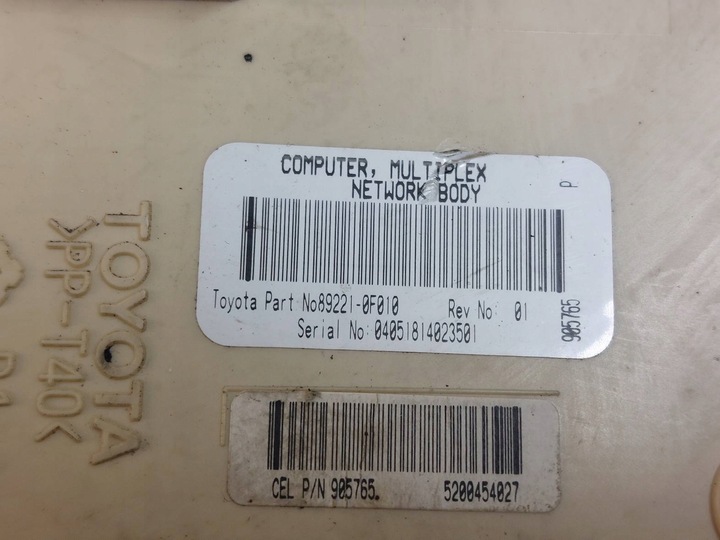 COMPUTER, MULTIPLEX
NETWORK BODY
P
Toyota Part No89221-0F010 Rev No: 01
Serial No:04051814023501
905765
CEL P/N 905765. 5200454027
TOYOTA
>PP-T40K